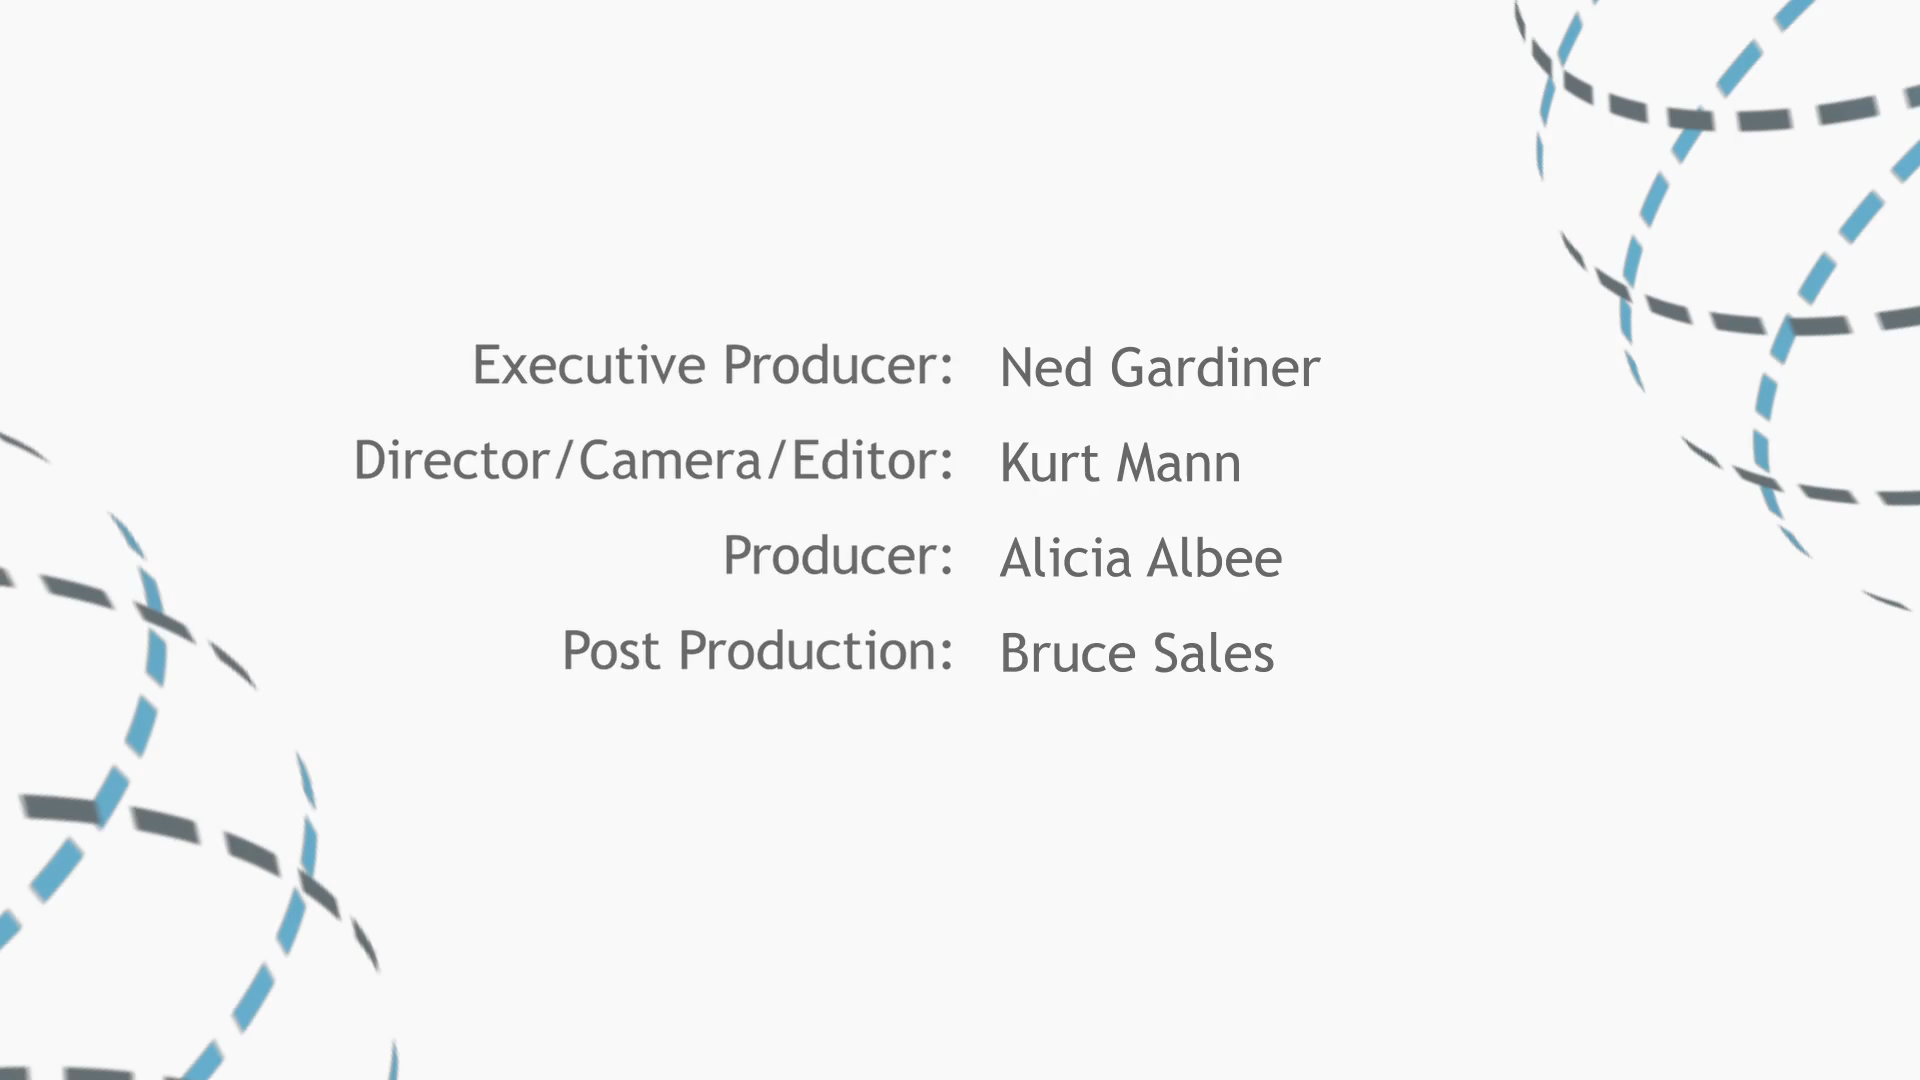 Executive Producer: Ned Gardiner
Director/Camera/Editor: Kurt Mann
Producer: Alicia Albee
Post Production: Bruce Sales